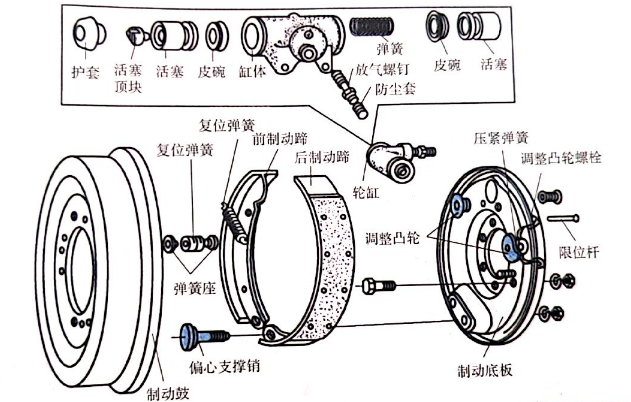 护套
活塞
顶块
活塞
皮碗
缸体
弹簧
放气螺钉
防尘套
皮碗
活塞
复位弹簧
前制动蹄
复位弹簧
后制动蹄
轮缸
压紧弹簧
调整凸轮螺栓
调整凸轮
限位杆
弹簧座
偏心支撑销
制动鼓
制动底板